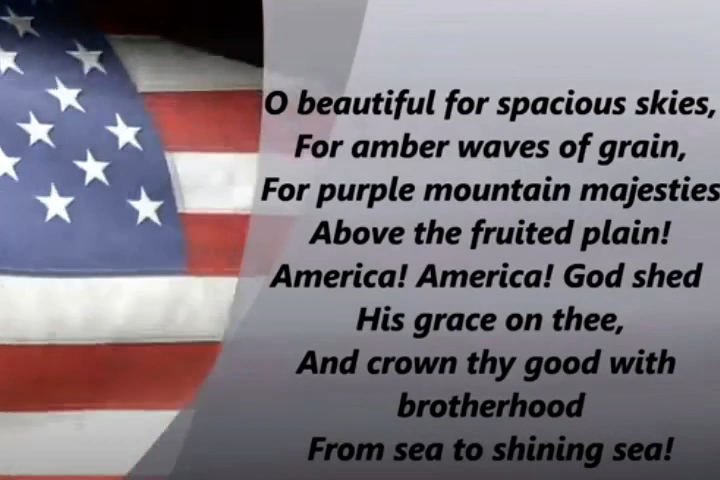 O beautiful for spacious skies,
For amber waves of grain,
For purple mountain majesties
Above the fruited plain!
America! America! God shed
His grace on thee,
And crown thy good with
brotherhood
From sea to shining sea!